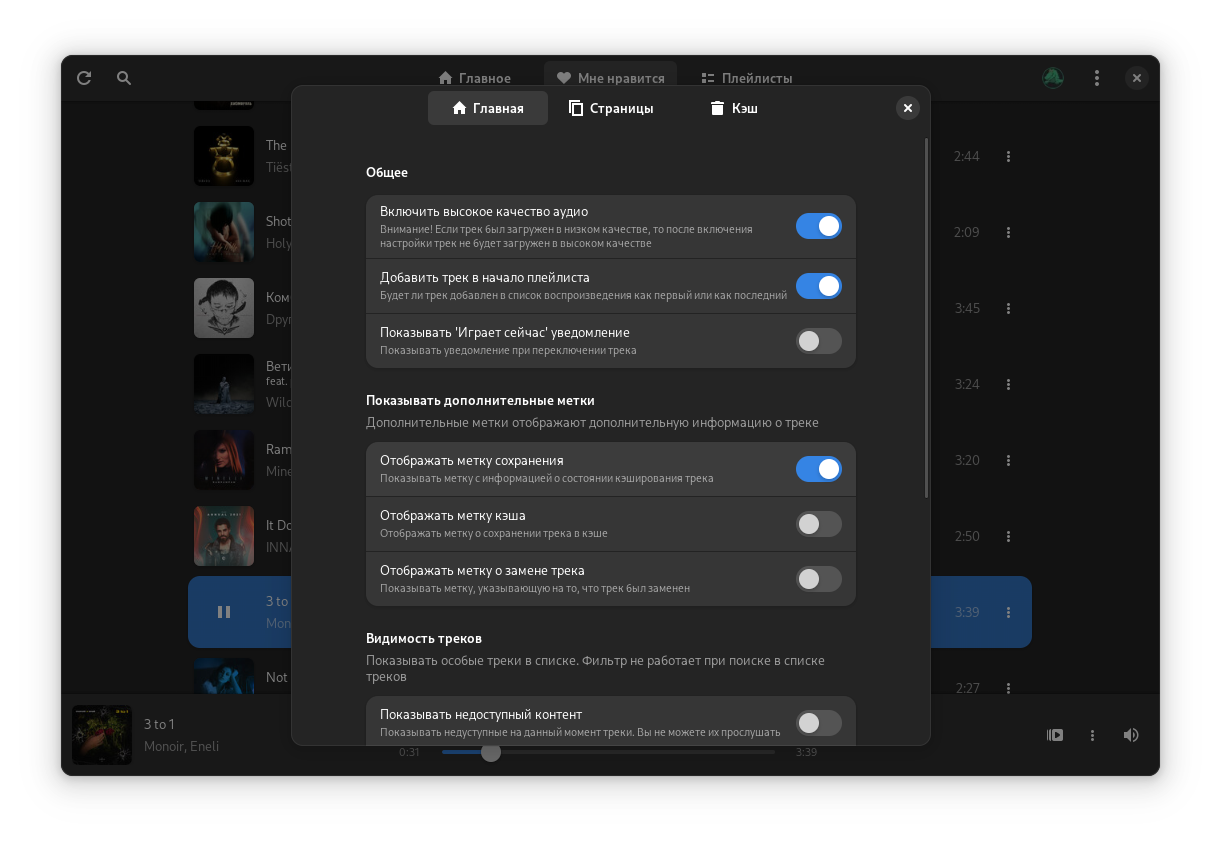 Главное
Мне нравится
Плейлисты
Главная
Страницы
Кэш
The
Tiëst
2:44
Shot
Holy
2:09
Ком
Друг
3:45
Вети
feat.
Wild
3:24
Ram
Mine
3:20
It Do
INNA
2:50
3 to
Mon
3:39
Not
2:27
Общее
Включить высокое качество аудио
Внимание! Если трек был загружен в низком качестве, то после включения
настройки трек не будет загружен в высоком качестве
Добавить трек в начало плейлиста
Будет ли трек добавлен в список воспроизведения как первый или как последний
Показывать 'Играет сейчас' уведомление
Показывать уведомление при переключении трека
Показывать дополнительные метки
Дополнительные метки отображают дополнительную информацию о треке
Отображать метку сохранения
Показывать метку с информацией о состоянии кэширования трека
Отображать метку кэша
Отображать метку о сохранении трека в кэше
Отображать метку о замене трека
Показывать метку, указывающую на то, что трек был заменен
Видимость треков
Показывать особые треки в списке. Фильтр не работает при поиске в списке
треков
Показывать недоступный контент
Показывать недуступные на данный момент треки. Вы не можете их прослушать
3 to 1
Monoir, Eneli
0:31
3:39